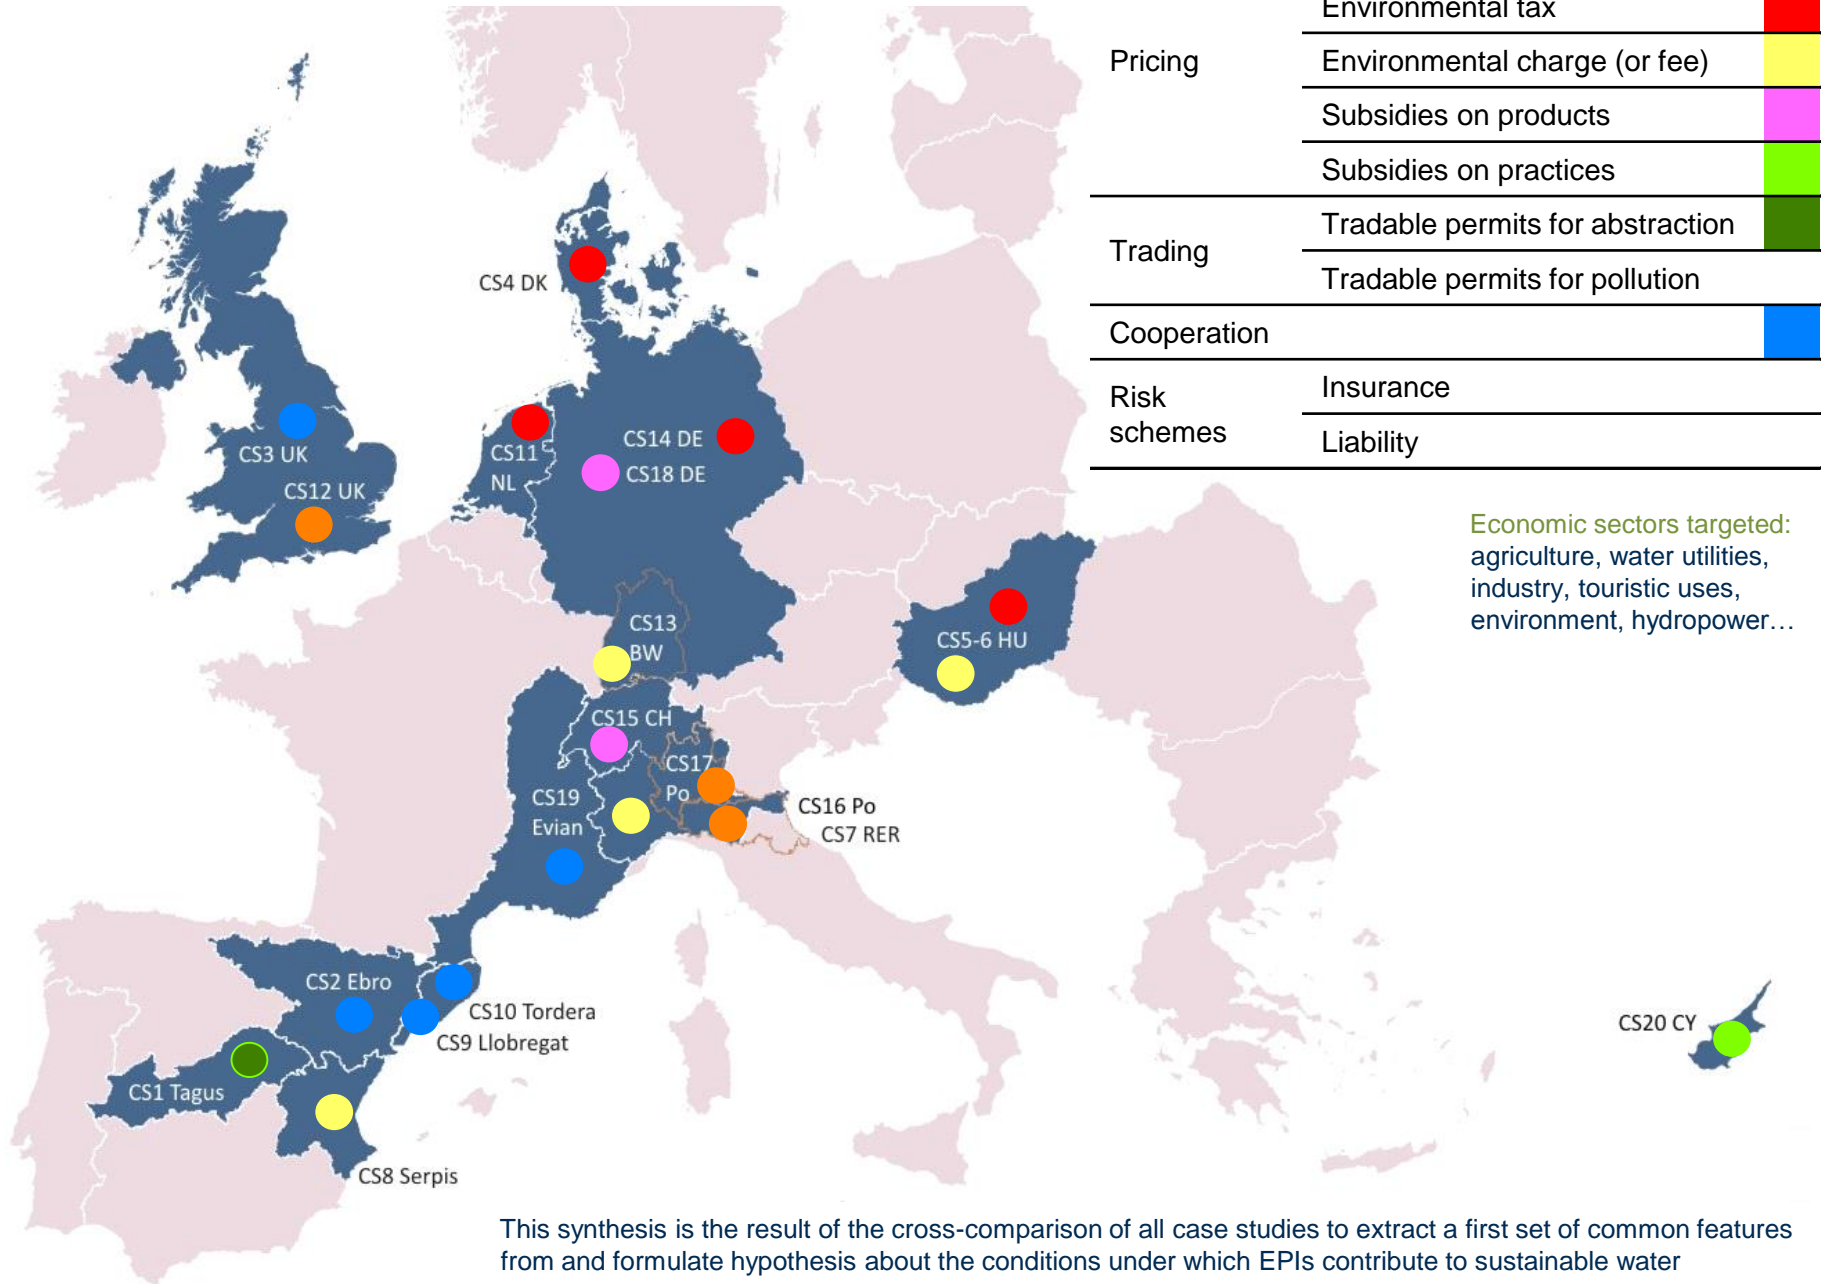 Environmental tax
Pricing
Environmental charge (or fee)
Subsidies on products
Subsidies on practices
Trading
Tradable permits for abstraction
Tradable permits for pollution
Cooperation
Risk
schemes
Insurance
Liability
Economic sectors targeted:
agriculture, water utilities,
industry, touristic uses,
environment, hydropower…
CS4 DK
CS3 UK
CS12 UK
CS11
NL
CS14 DE
CS18 DE
CS13
BW
CS5-6 HU
CS15 CH
CS17
Po
CS19
Evian
CS16 Po
CS7 RER
CS2 Ebro
CS10 Tordera
CS9 Llobregat
CS1 Tagus
CS8 Serpis
CS20 CY
This synthesis is the result of the cross-comparison of all case studies to extract a first set of common features
from and formulate hypothesis about the conditions under which EPIs contribute to sustainable water